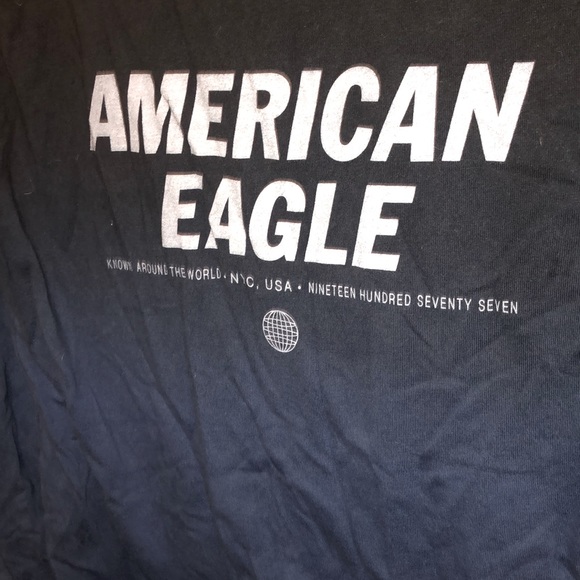 AMERICAN
EAGLE
KNOWN AROUND THE WORLD • NYC, USA • NINETEEN HUNDRED SEVENTY SEVEN